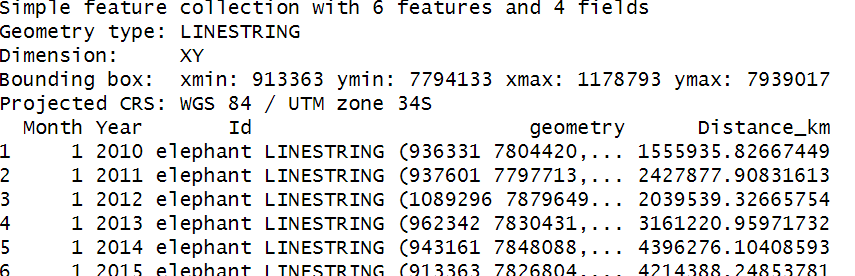 Simple feature collection with 6 features and 4 fields
Geometry type: LINESTRING
Dimension:     XY
Bounding box:  xmin: 913363 ymin: 7794133 xmax: 1178793 ymax: 7939017
Projected CRS: WGS 84 / UTM zone 34S
  Month Year       Id                       geometry      Distance_km
1     1 2010 elephant LINESTRING (936331 7804420,... 1555935.82667449
2     1 2011 elephant LINESTRING (937601 7797713,... 2427877.90831613
3     1 2012 elephant LINESTRING (1089296 7879649... 2039539.32665754
4     1 2013 elephant LINESTRING (962342 7830431,... 3161220.95971732
5     1 2014 elephant LINESTRING (943161 7848088,... 4396276.10408593
6     1 2015 elephant LINESTRING (913363 7826804,... 4214388.24853781